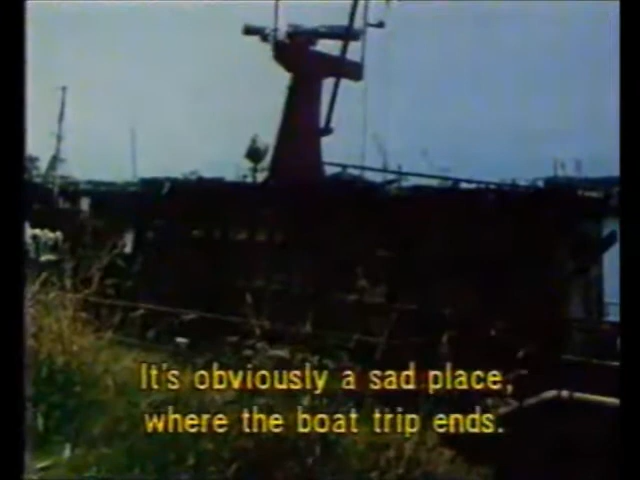 It's obviously a sad place,
where the boat trip ends.